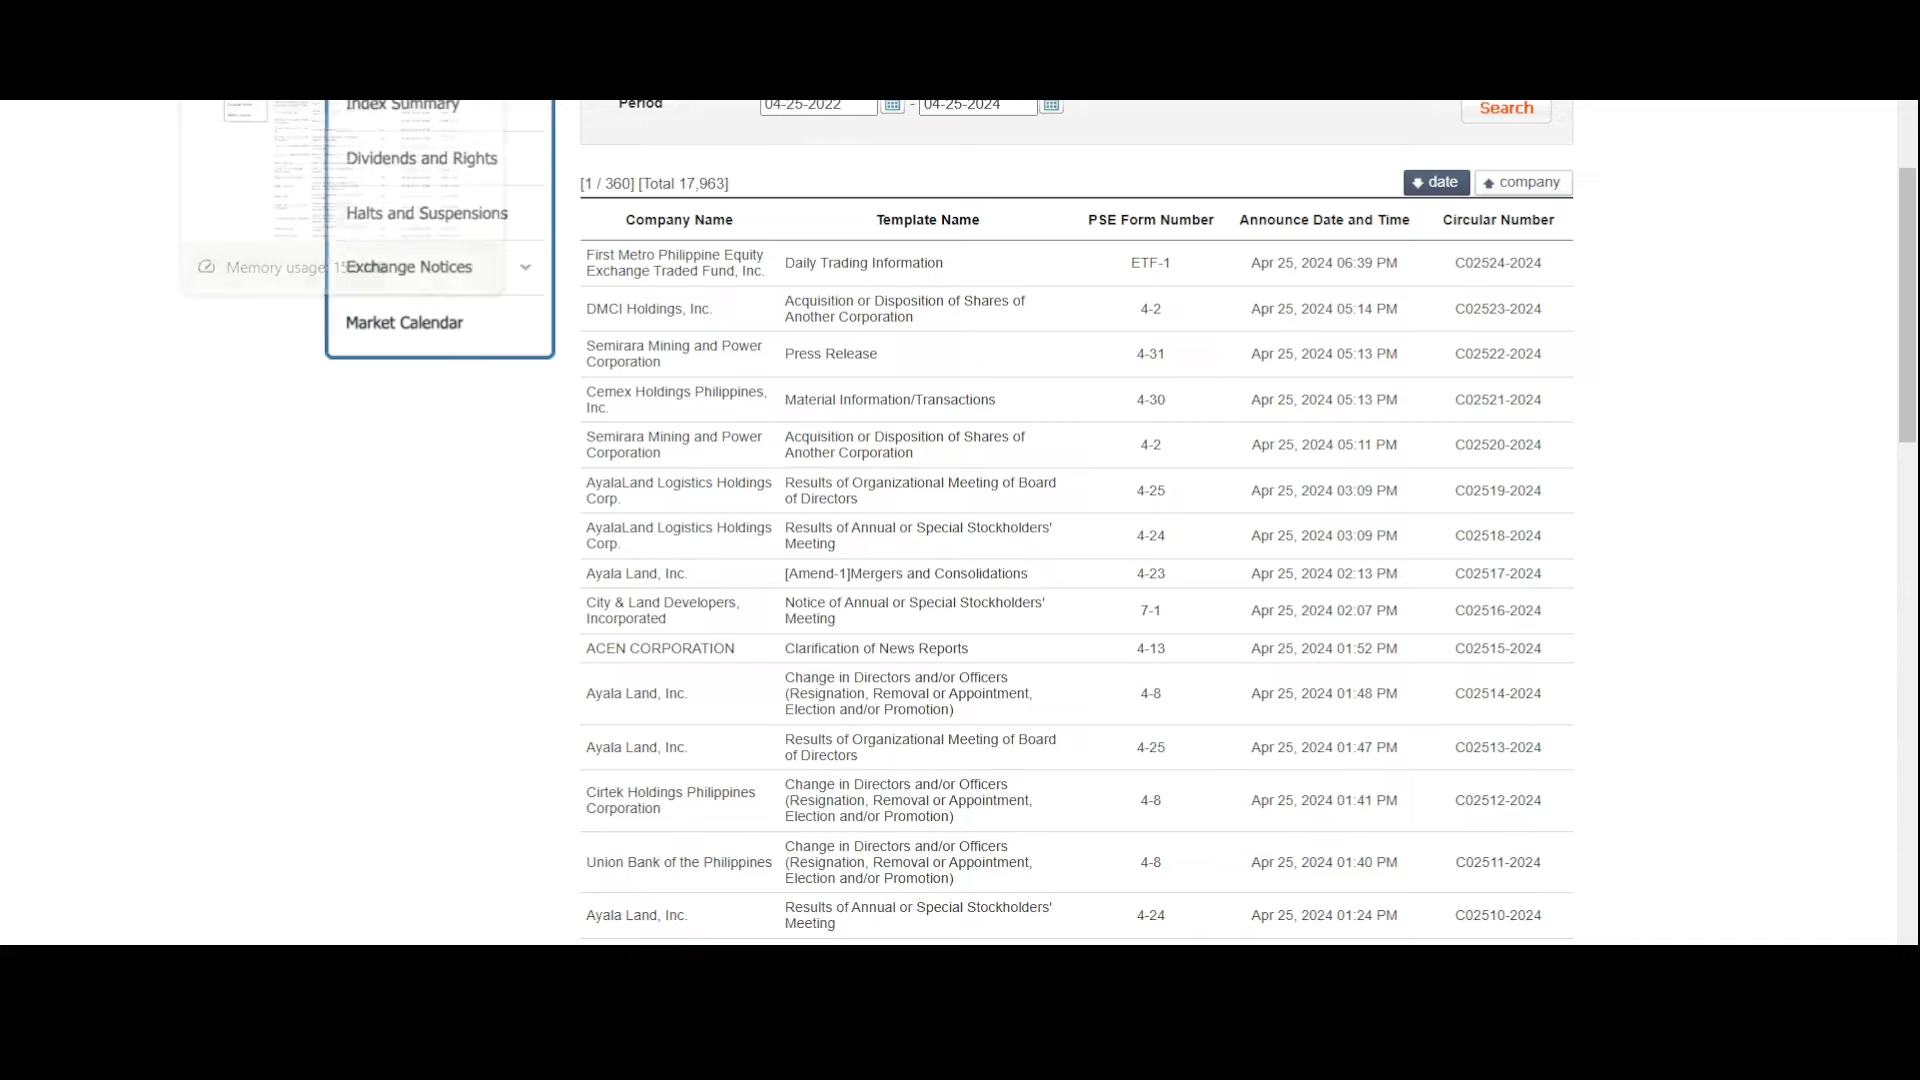 Index Summary
Period 04-25-2022 - 04-25-2024 Search
Dividends and Rights
Halts and Suspensions
Memory usage: 15
Exchange Notices
Market Calendar
[1 / 360] [Total 17,963] date company
Company Name Template Name PSE Form Number Announce Date and Time Circular Number
First Metro Philippine Equity
Exchange Traded Fund, Inc. Daily Trading Information ETF-1 Apr 25, 2024 06:39 PM C02524-2024
DMCI Holdings, Inc. Acquisition or Disposition of Shares of
Another Corporation 4-2 Apr 25, 2024 05:14 PM C02523-2024
Semirara Mining and Power
Corporation Press Release 4-31 Apr 25, 2024 05:13 PM C02522-2024
Cemex Holdings Philippines,
Inc. Material Information/Transactions 4-30 Apr 25, 2024 05:13 PM C02521-2024
Semirara Mining and Power
Corporation Acquisition or Disposition of Shares of
Another Corporation 4-2 Apr 25, 2024 05:11 PM C02520-2024
AyalaLand Logistics Holdings
Corp. Results of Organizational Meeting of Board
of Directors 4-25 Apr 25, 2024 03:09 PM C02519-2024
AyalaLand Logistics Holdings
Corp. Results of Annual or Special Stockholders'
Meeting 4-24 Apr 25, 2024 03:09 PM C02518-2024
Ayala Land, Inc. [Amend-1]Mergers and Consolidations 4-23 Apr 25, 2024 02:13 PM C02517-2024
City & Land Developers,
Incorporated Notice of Annual or Special Stockholders'
Meeting 7-1 Apr 25, 2024 02:07 PM C02516-2024
ACEN CORPORATION Clarification of News Reports 4-13 Apr 25, 2024 01:52 PM C02515-2024
Ayala Land, Inc. Change in Directors and/or Officers
(Resignation, Removal or Appointment,
Election and/or Promotion) 4-8 Apr 25, 2024 01:48 PM C02514-2024
Ayala Land, Inc. Results of Organizational Meeting of Board
of Directors 4-25 Apr 25, 2024 01:47 PM C02513-2024
Cirtek Holdings Philippines
Corporation Change in Directors and/or Officers
(Resignation, Removal or Appointment,
Election and/or Promotion) 4-8 Apr 25, 2024 01:41 PM C02512-2024
Union Bank of the Philippines Change in Directors and/or Officers
(Resignation, Removal or Appointment,
Election and/or Promotion) 4-8 Apr 25, 2024 01:40 PM C02511-2024
Ayala Land, Inc. Results of Annual or Special Stockholders'
Meeting 4-24 Apr 25, 2024 01:24 PM C02510-2024